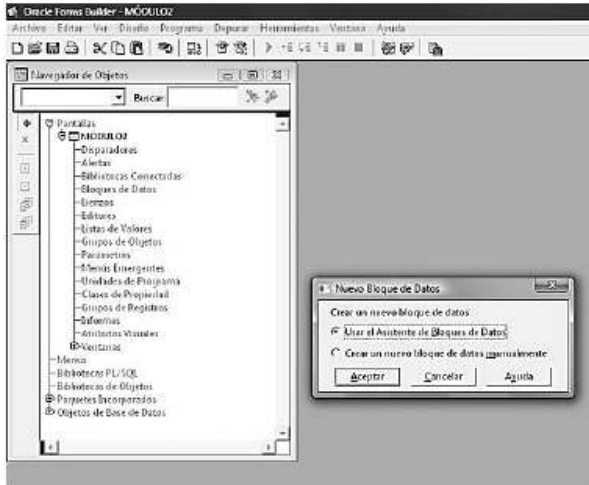 Oracle Forms Builder - MÓDULO2
Archivo Editar Ver Diseño Programa Depurar Herramientas Ventana Ayuda
Navegador de Objetos
Buscar
Pantallas
MODULO2
Disparadores
Alertas
Bibliotecas Conectadas
Bloques de Datos
Lienzos
Editores
Listas de Valores
Grupos de Objetos
Parámetros
Menús Emergentes
Unidades de Programa
Clases de Propiedad
Grupos de Registros
Informes
Atributos Visuales
Ventanas
Menús
Bibliotecas PL/SQL
Bibliotecas de Objetos
Paquetes Incorporados
Objetos de Base de Datos
Nuevo Bloque de Datos
Crear un nuevo bloque de datos
Usar el Asistente de Bloques de Datos
Crear un nuevo bloque de datos manualmente
Aceptar Cancelar Ayuda